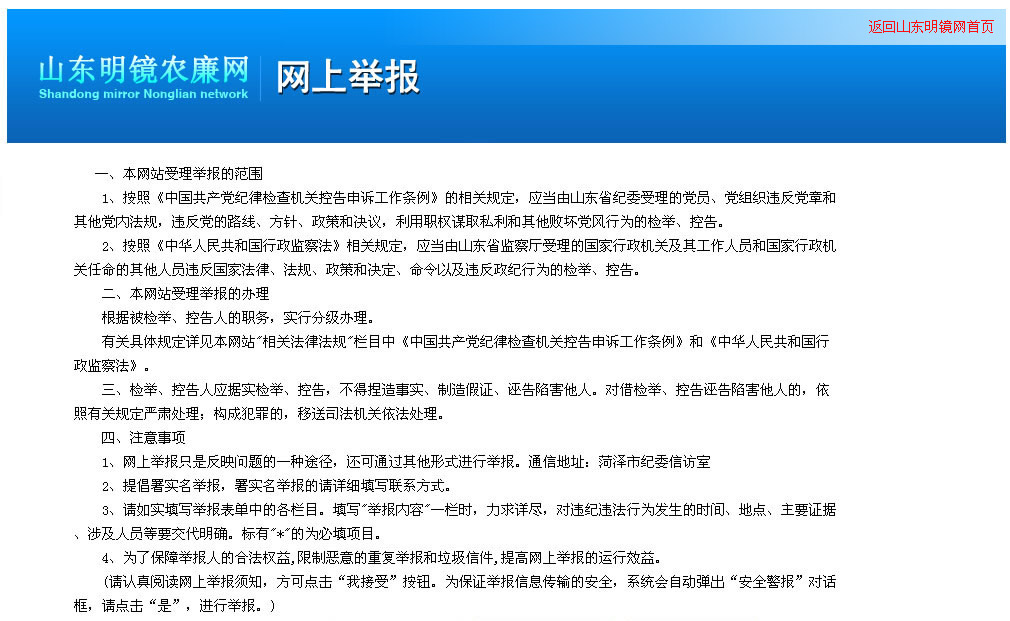 返回山东明镜网首页
山东明镜农廉网
Shandong mirror Nonglian network
网上举报
一、本网站受理举报的范围
1、按照《中国共产党纪律检查机关控告申诉工作条例》的相关规定，应当由山东省纪委受理的党员、党组织违反党章和
其他党内法规，违反党的路线、方针、政策和决议，利用职权谋取私利和其他败坏党风行为的检举、控告。
2、按照《中华人民共和国行政监察法》相关规定，应当由山东省监察厅受理的国家行政机关及其工作人员和国家行政机
关任命的其他人员违反国家法律、法规、政策和决定、命令以及违反政纪行为的检举、控告。
二、本网站受理举报的办理
根据被检举、控告人的职务，实行分级办理。
有关具体规定详见本网站"相关法律法规"栏目中《中国共产党纪律检查机关控告申诉工作条例》和《中华人民共和国行
政监察法》。
三、检举、控告人应据实检举、控告，不得捏造事实、制造假证、诬告陷害他人。对借检举、控告诬告陷害他人的，依
照有关规定严肃处理；构成犯罪的，移送司法机关依法处理。
四、注意事项
1、网上举报只是反映问题的一种途径，还可通过其他形式进行举报。通信地址：菏泽市纪委信访室
2、提倡署实名举报，署实名举报的请详细填写联系方式。
3、请如实填写举报表单中的各栏目。填写"举报内容"一栏时，力求详尽，对违纪违法行为发生的时间、地点、主要证据
、涉及人员等要交代明确。标有"*"的为必填项目。
4、为了保障举报人的合法权益,限制恶意的重复举报和垃圾信件,提高网上举报的运行效益。
(请认真阅读网上举报须知，方可点击“我接受”按钮。为保证举报信息传输的安全，系统会自动弹出“安全警报”对话
框，请点击“是”，进行举报。)